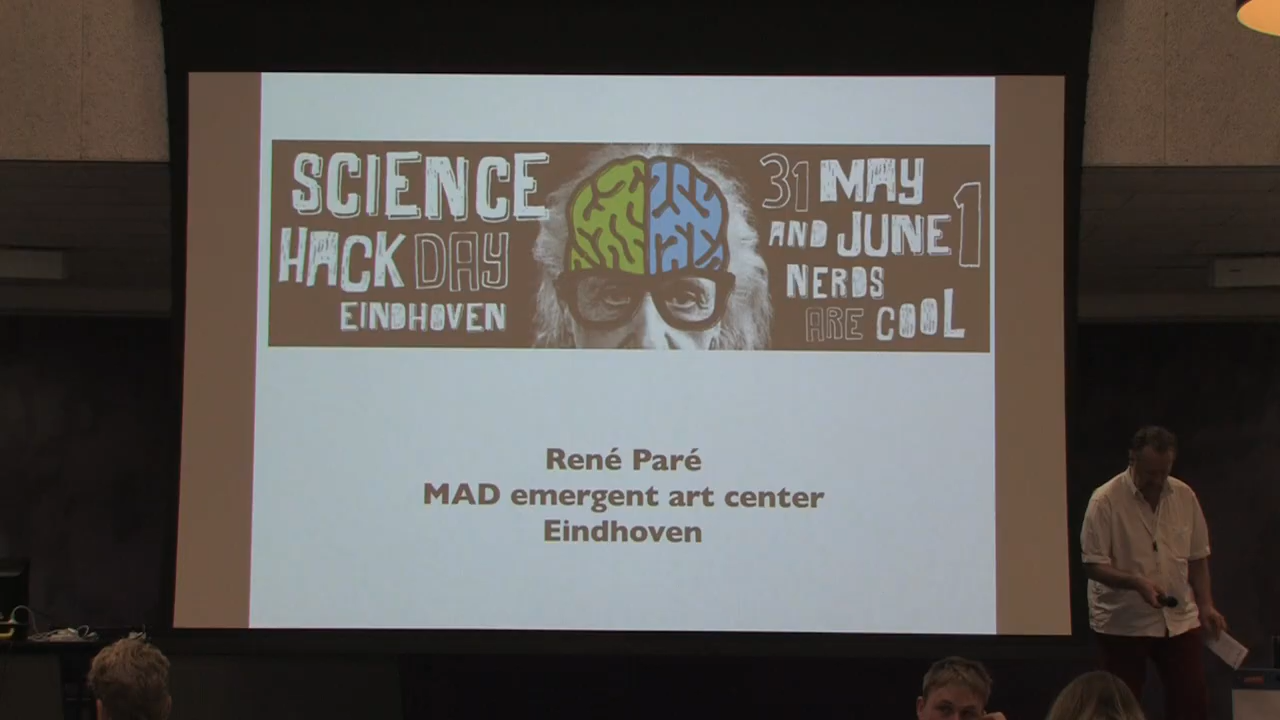 SCIENCE
HACK DAY
EINDHOVEN
31 MAY
AND JUNE 1
NERDS
ARE COOL
René Paré
MAD emergent art center
Eindhoven